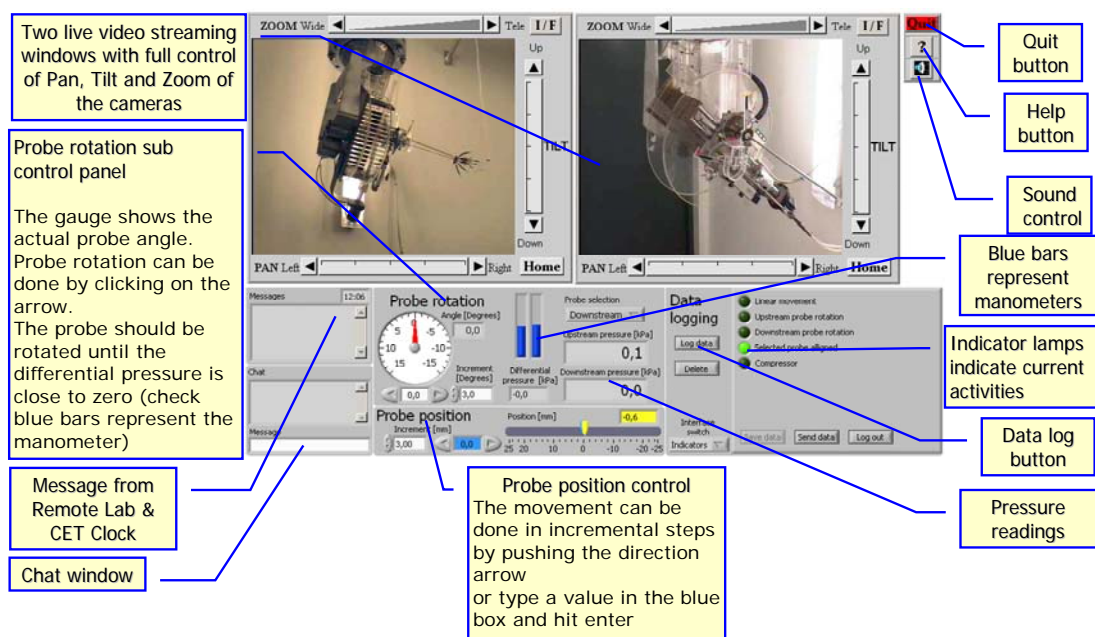 Two live video streaming
windows with full control
of Pan, Tilt and Zoom of
the cameras
Probe rotation sub
control panel
The gauge shows the
actual probe angle.
Probe rotation can be
done by clicking on the
arrow.
The probe should be
rotated until the
differential pressure is
close to zero (check
blue bars represent the
manometer)
Message from
Remote Lab &
CET Clock
Chat window
ZOOM Wide
Tele
I/F
Up
TILT
Down
PAN Left
Right
Home
ZOOM Wide
Tele
I/F
Up
TILT
Down
PAN Left
Right
Home
Quit
?
Messages
12:06
Chat
Message
Probe rotation
Angle [Degrees]
0,0
0
5
-5
10
-10
15
-15
Increment
[Degrees]
0,0
3,0
Differential
pressure [kPa]
-0,0
Probe selection
Downstream
Upstream pressure [kPa]
0,1
Downstream pressure [kPa]
0,0
Probe position
Increment [mm]
3,00
0,0
Position [mm]
-0,6
25 20 10 0 -10 -20 -25
Data
logging
Log data
Delete
switch
Indicators
Linear movement
Upstream probe rotation
Downstream probe rotation
Selected probe alligned
Compressor
Save data
Send data
Log out
Quit
button
Help
button
Sound
control
Blue bars
represent
manometers
Indicator lamps
indicate current
activities
Data log
button
Pressure
readings
Probe position control
The movement can be
done in incremental steps
by pushing the direction
arrow
or type a value in the blue
box and hit enter